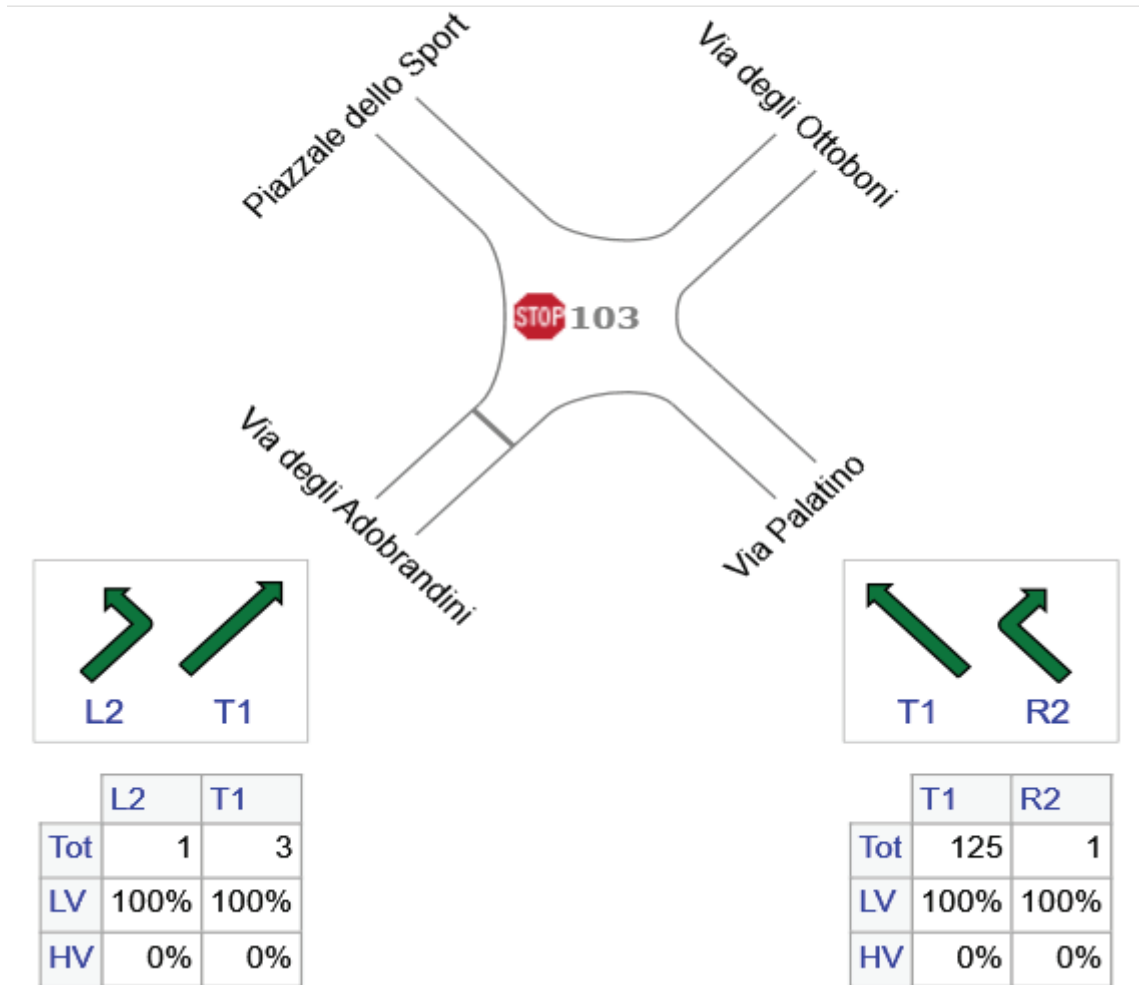 Piazzale dello Sport
Via degli Ottoboni
STOP 103
Via degli Adobrandini
Via Palatino
L2 T1
T1 R2
L2 T1
Tot 1 3
LV 100% 100%
HV 0% 0%
T1 R2
Tot 125 1
LV 100% 100%
HV 0% 0%